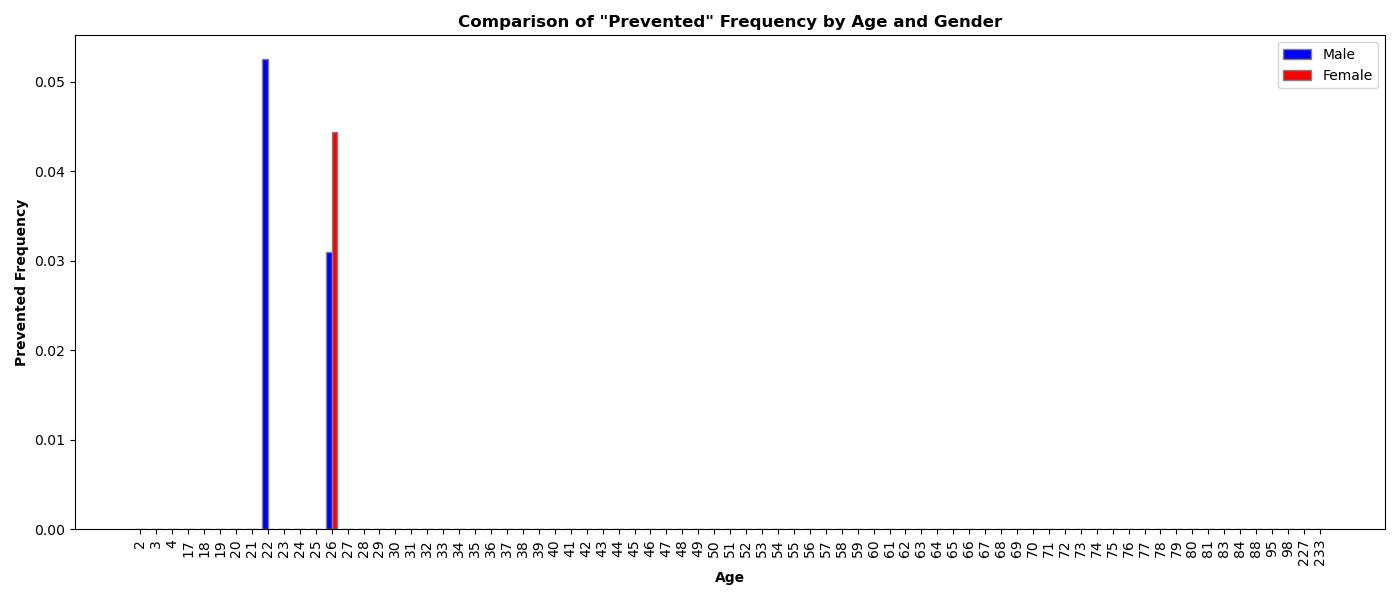 Comparison of "Prevented" Frequency by Age and Gender
Male
Female
Prevented Frequency
0.05
0.04
0.03
0.02
0.01
0.00
2 3 4 17 18 19 20 21 22 23 24 25 26 27 28 29 30 31 32 33 34 35 36 37 38 39 40 41 42 43 44 45 46 47 48 49 50 51 52 53 54 55 56 57 58 59 60 61 62 63 64 65 66 67 68 69 70 71 72 73 74 75 76 77 78 79 80 81 83 84 88 95 98 227 233
Age